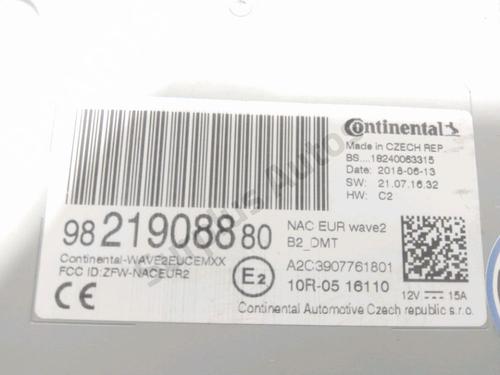 Continental
Made in CZECH REP.
BS....18240063315
Date: 2018-06-13
SW: 21.07.16.32
HW: C2
98 219088 80
NAC EUR wave2
B2_DMT
Continental-WAVE2EUCEMXX
FCC ID:ZFW-NACEUR2
E2
A2C3907761801
10R-05 16110
12V 15A
CE
Continental Automotive Czech republic s.r.o.